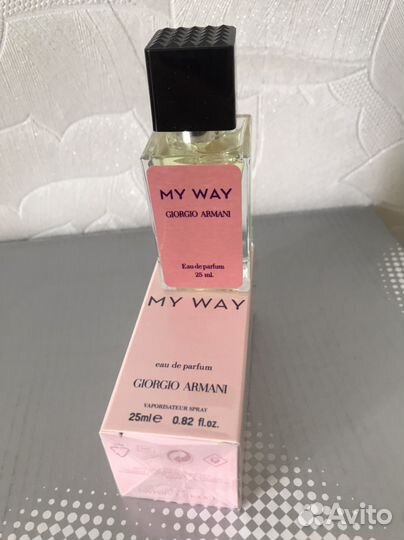 MY WAY
GIORGIO ARMANI
Eau de parfum
25 ml.
MY WAY
eau de parfum
GIORGIO ARMANI
VAPORISATEUR SPRAY
25ml e 0.82 fl.oz.
Avito